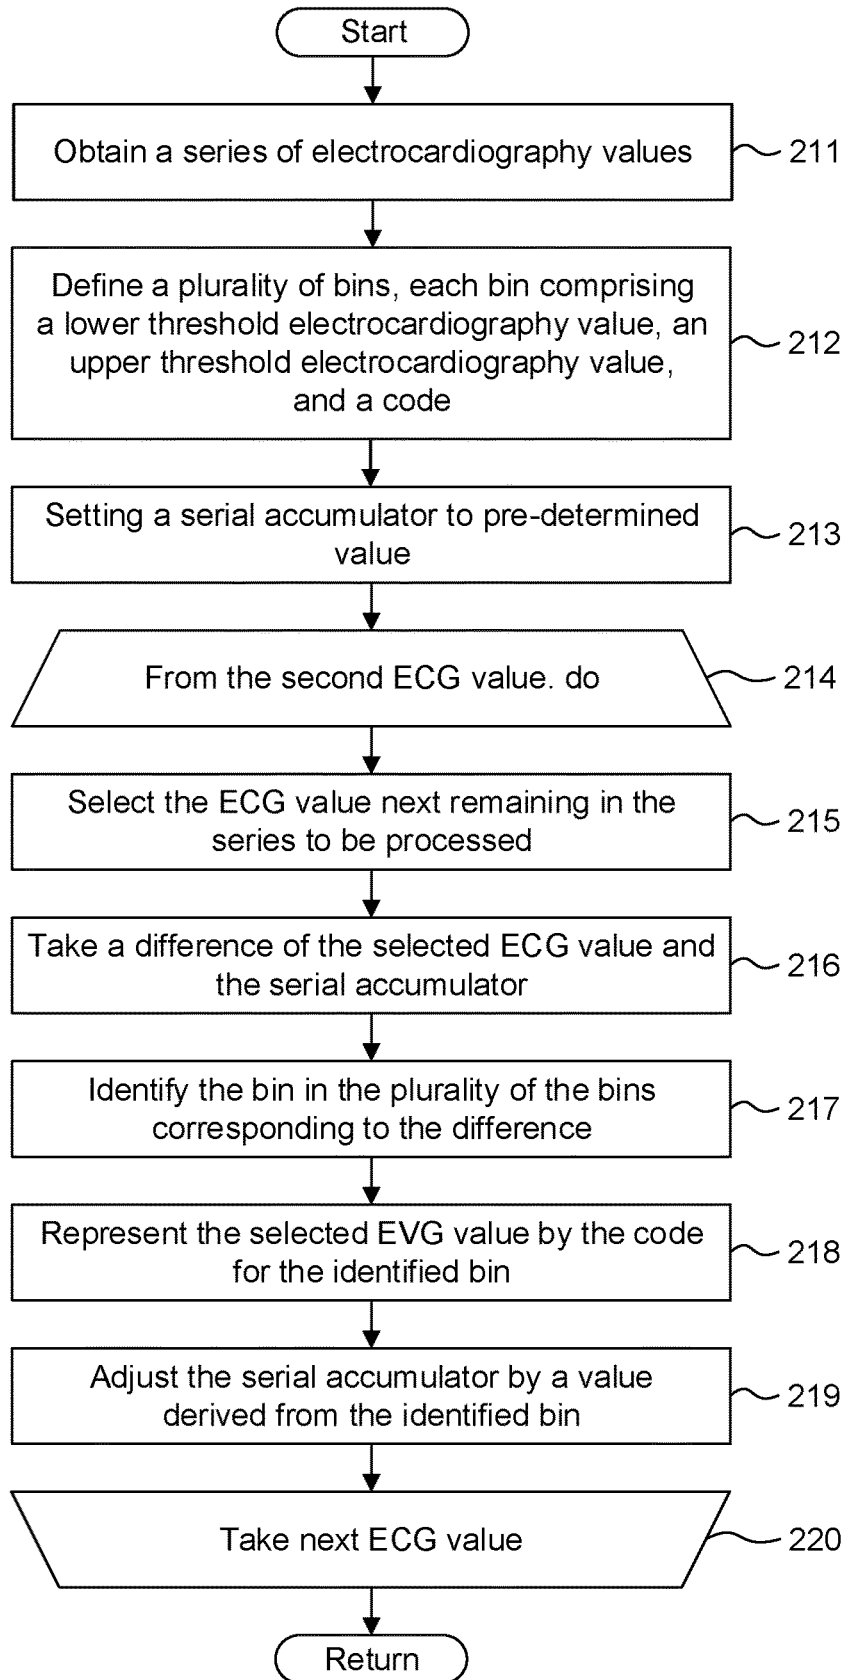 Start
Obtain a series of electrocardiography values
211
Define a plurality of bins, each bin comprising
a lower threshold electrocardiography value, an
upper threshold electrocardiography value,
and a code
212
Setting a serial accumulator to pre-determined
value
213
From the second ECG value. do
214
Select the ECG value next remaining in the
series to be processed
215
Take a difference of the selected ECG value and
the serial accumulator
216
Identify the bin in the plurality of the bins
corresponding to the difference
217
Represent the selected EVG value by the code
for the identified bin
218
Adjust the serial accumulator by a value
derived from the identified bin
219
Take next ECG value
220
Return